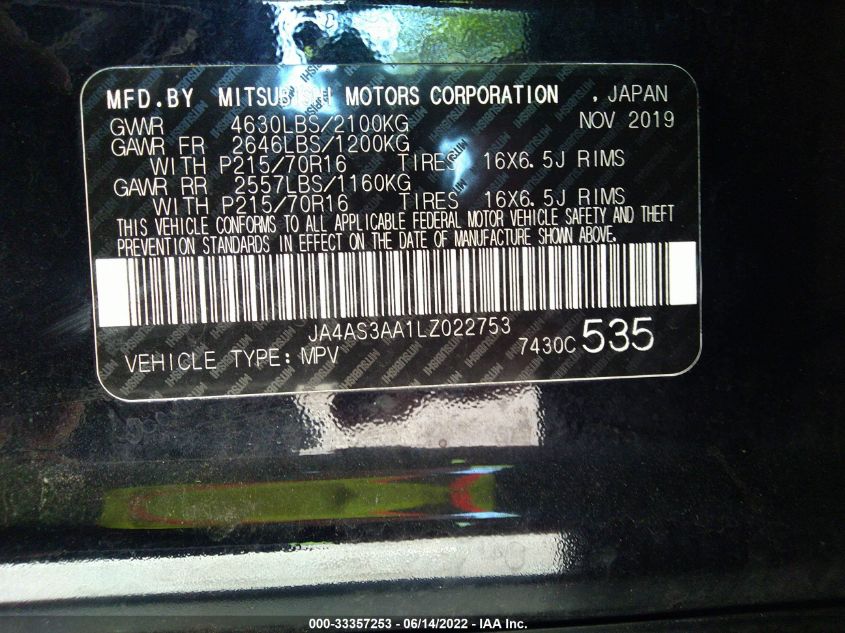 MFD.BY MITSUBISHI MOTORS CORPORATION , JAPAN
GVWR 4630LBS/2100KG NOV 2019
GAWR FR 2646LBS/1200KG
WITH P215/70R16 TIRES 16X6.5J RIMS
GAWR RR 2557LBS/1160KG
WITH P215/70R16 TIRES 16X6.5J RIMS
THIS VEHICLE CONFORMS TO ALL APPLICABLE FEDERAL MOTOR VEHICLE SAFETY AND THEFT
PREVENTION STANDARDS IN EFFECT ON THE DATE OF MANUFACTURE SHOWN ABOVE.
JA4AS3AA1LZ022753
VEHICLE TYPE: MPV 7430C 535
000-33357253 - 06/14/2022 - IAA Inc.